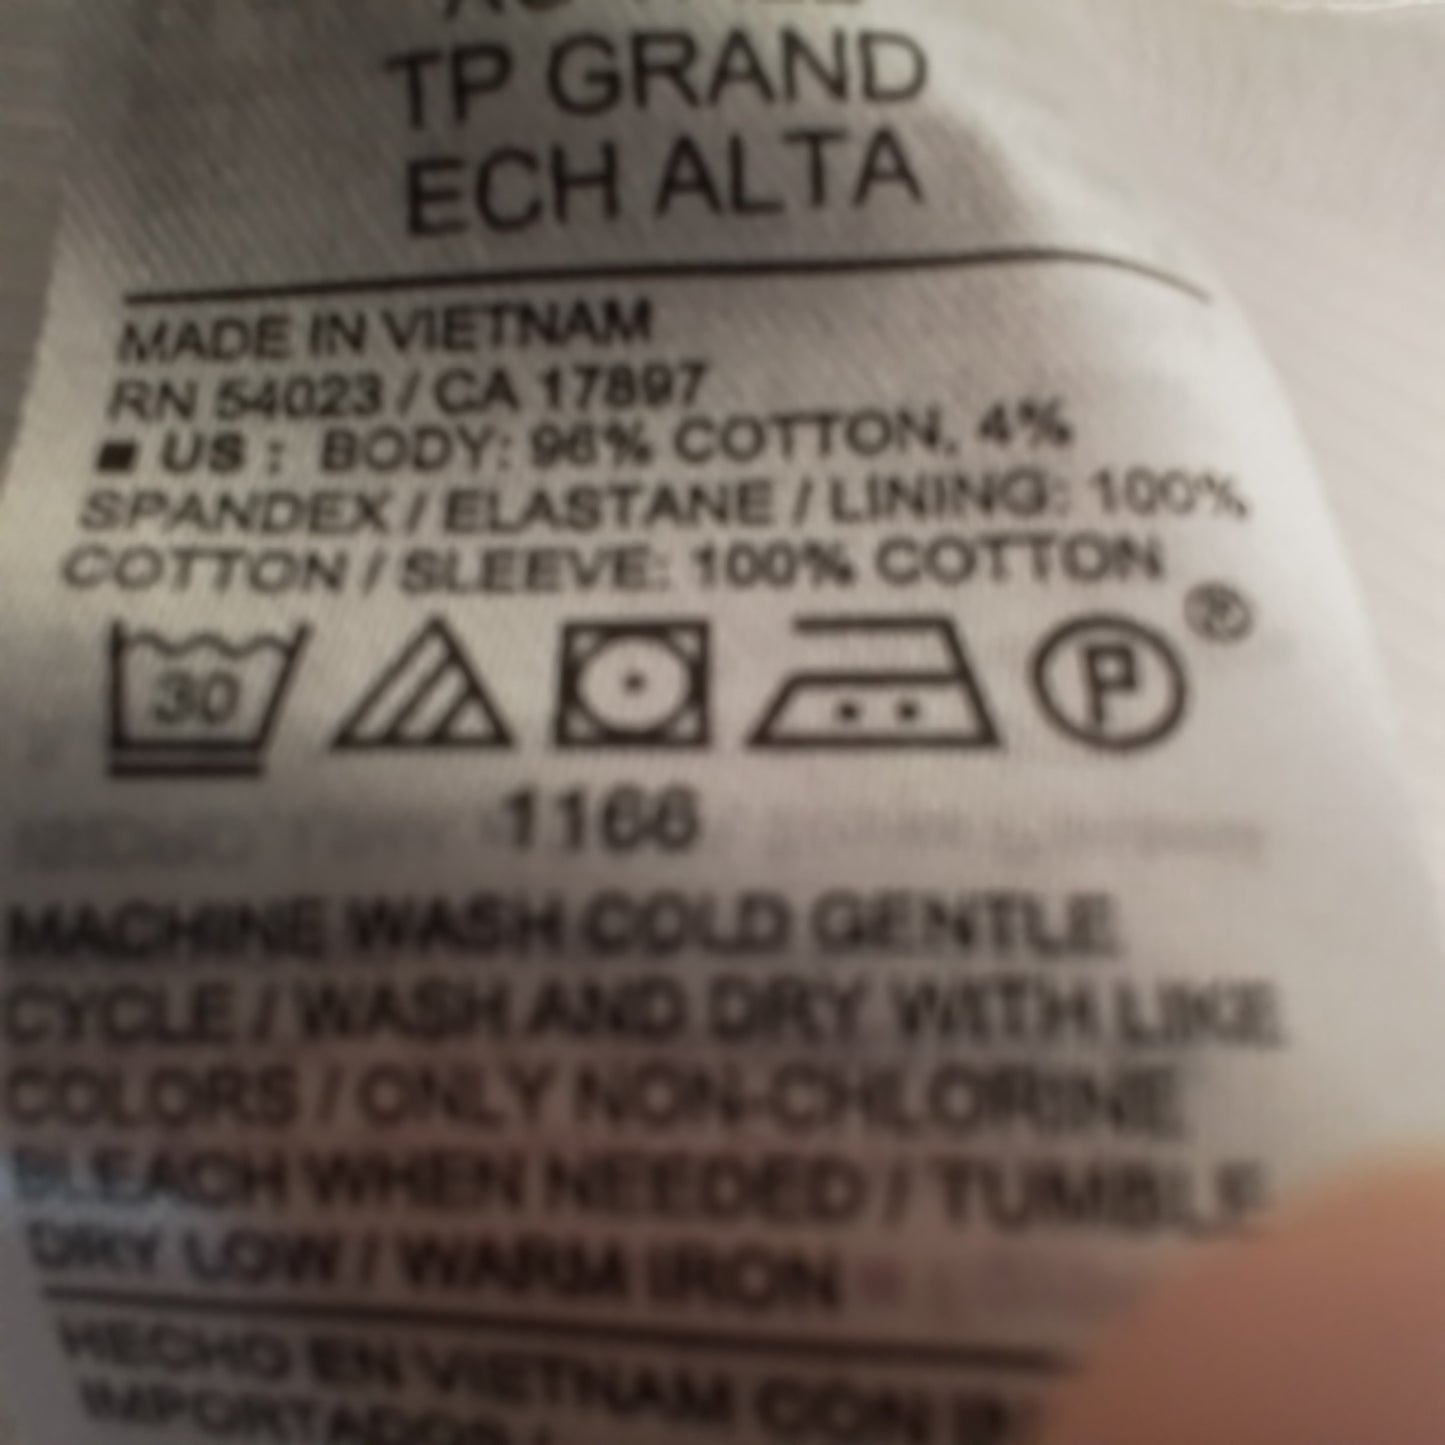 TP GRAND
ECH ALTA
MADE IN VIETNAM
RN 54023 / CA 17897
■ US : BODY: 96% COTTON, 4%
SPANDEX / ELASTANE / LINING: 100%
COTTON / SLEEVE: 100% COTTON
30 P ®
1166
MACHINE WASH COLD GENTLE
CYCLE / WASH AND DRY WITH LIKE
COLORS / ONLY NON-CHLORINE
BLEACH WHEN NEEDED / TUMBLE
DRY LOW / WARM IRON
HECHO EN VIETNAM CON
IMPORTADOR /